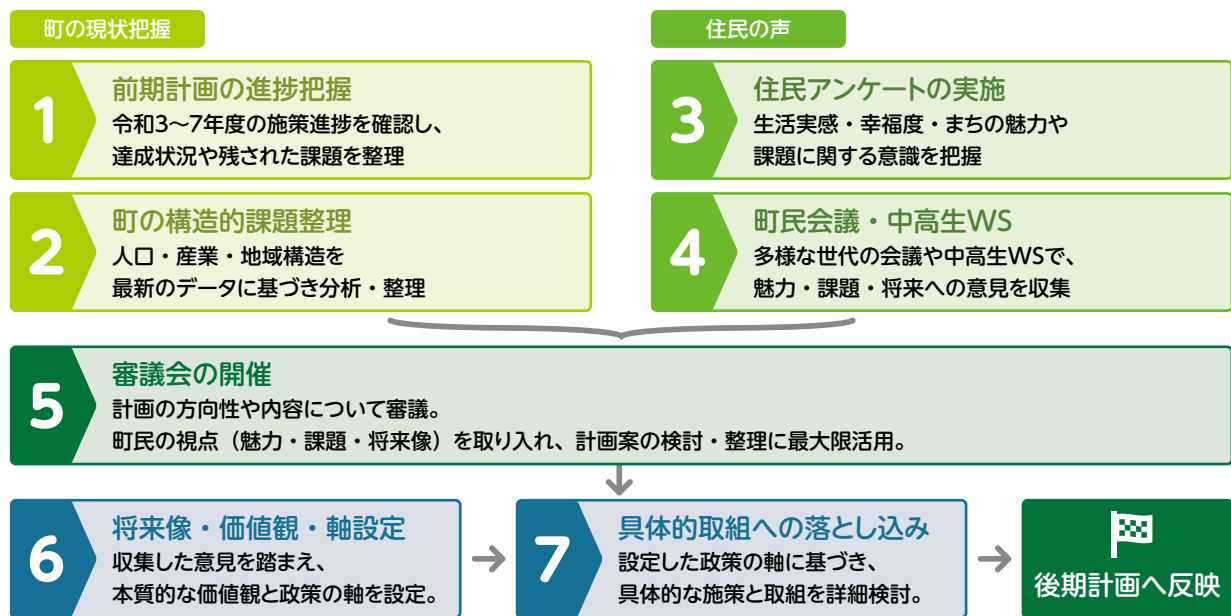 町の現状把握
1
前期計画の進捗把握
令和3〜7年度の施策進捗を確認し、
達成状況や残された課題を整理
2
町の構造的課題整理
人口・産業・地域構造を
最新のデータに基づき分析・整理
住民の声
3
住民アンケートの実施
生活実感・幸福度・まちの魅力や
課題に関する意識を把握
4
町民会議・中高生WS
多様な世代の会議や中高生WSで、
魅力・課題・将来への意見を収集
5
審議会の開催
計画の方向性や内容について審議。
町民の視点（魅力・課題・将来像）を取り入れ、計画案の検討・整理に最大限活用。
6
将来像・価値観・軸設定
収集した意見を踏まえ、
本質的な価値観と政策の軸を設定。
7
具体的取組への落とし込み
設定した政策の軸に基づき、
具体的な施策と取組を詳細検討。
後期計画へ反映